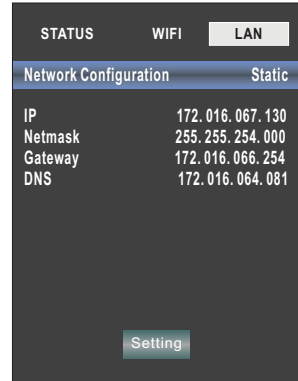 STATUS WIFI LAN
Network Configuration Static
IP 172.016.067.130
Netmask 255.255.254.000
Gateway 172.016.066.254
DNS 172.016.064.081
Setting